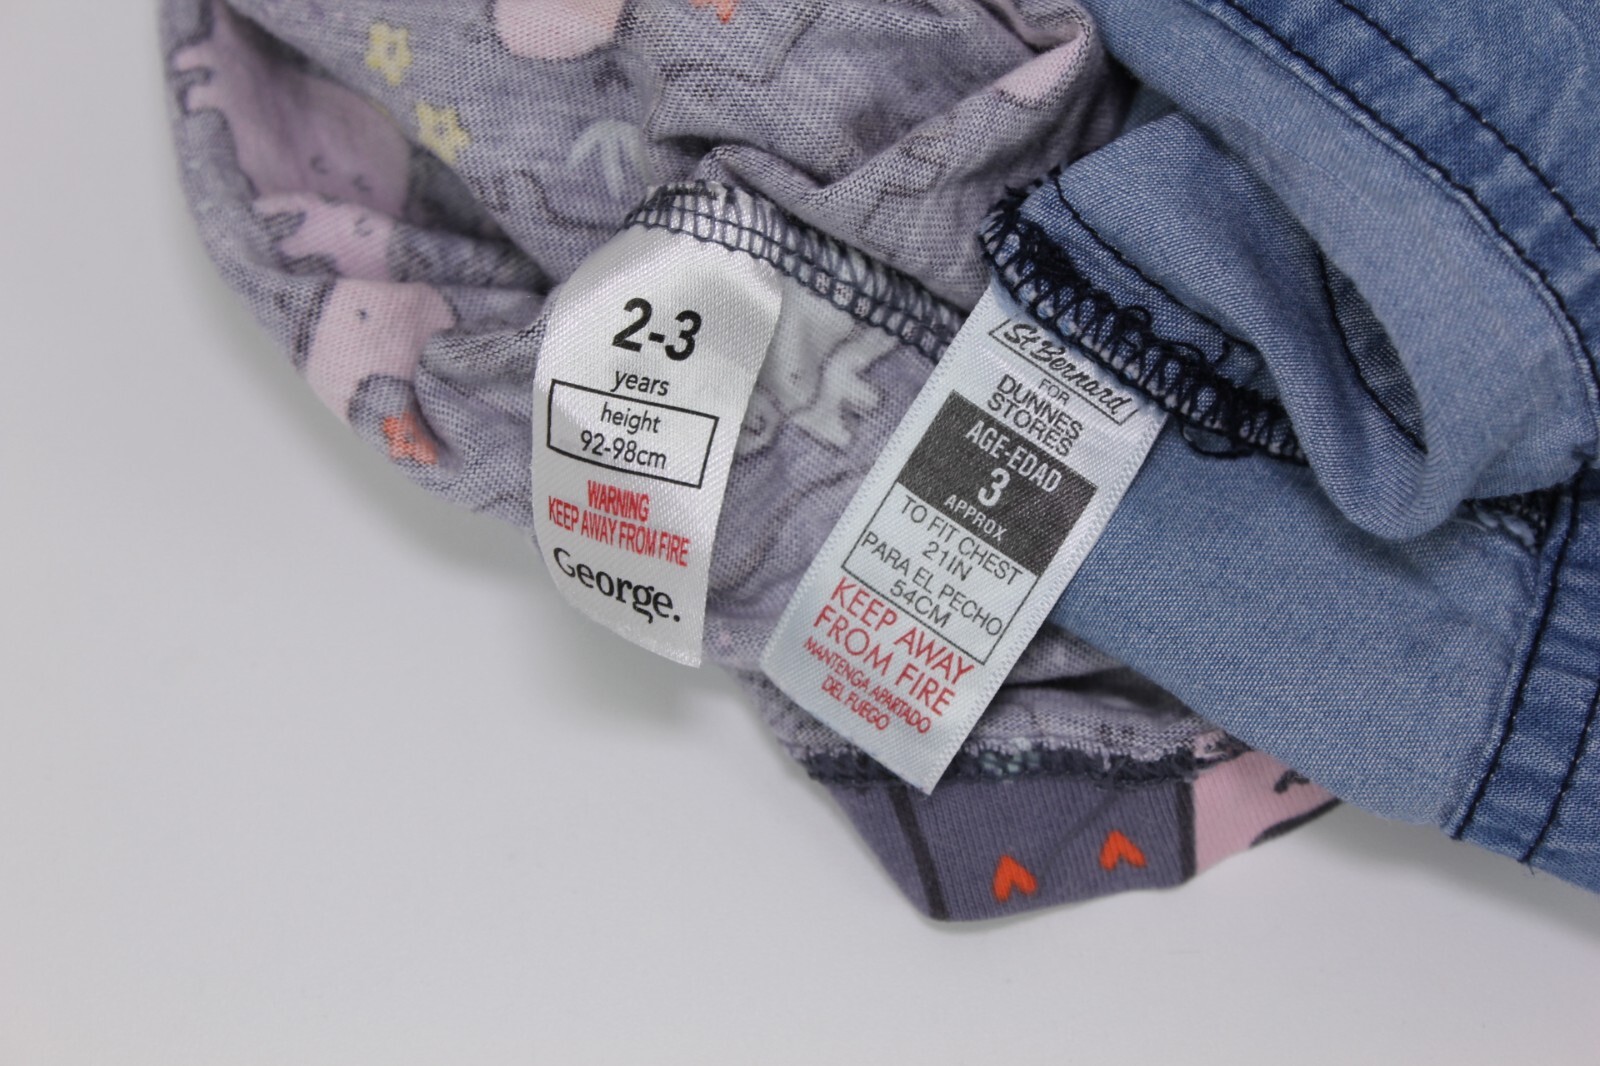 2-3
years
height
92-98cm
WARNING
KEEP AWAY FROM FIRE
George.
St Bernard
FOR
DUNNES
STORES
AGE-EDAD
3
APPROX
TO FIT CHEST
21IN
PARA EL PECHO
54CM
KEEP AWAY
FROM FIRE
MANTENGA APARTADO
DEL FUEGO